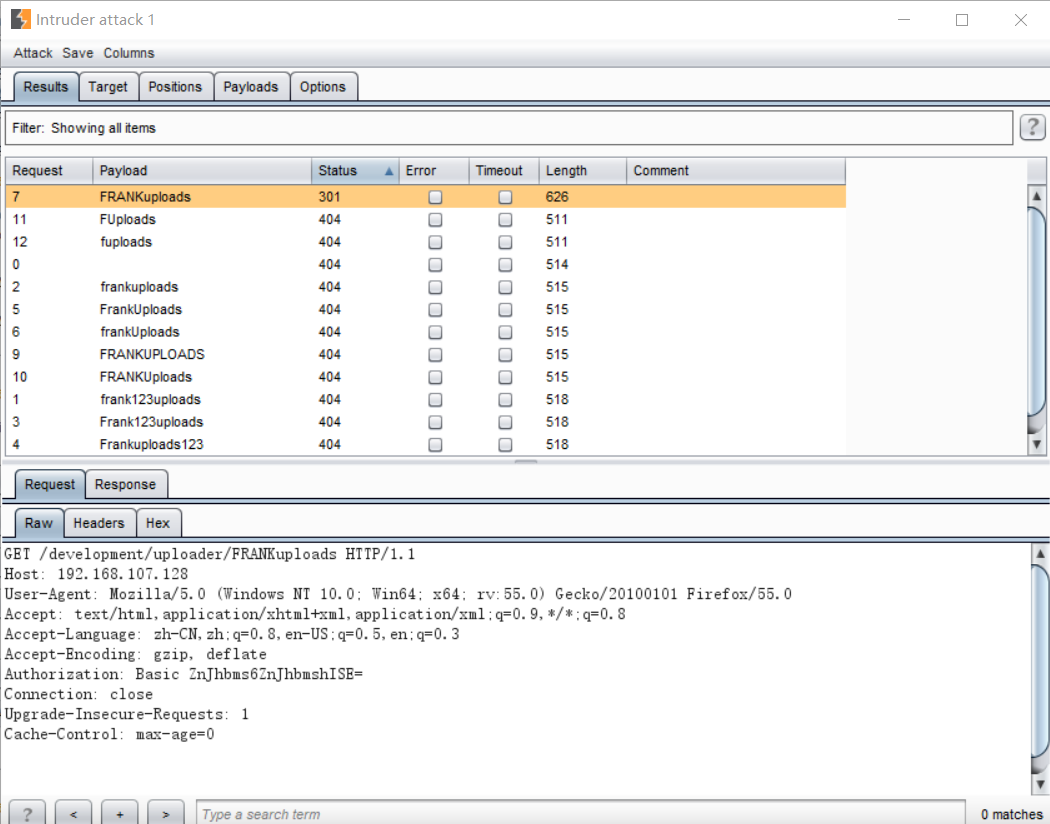 Intruder attack 1
Attack Save Columns
Results Target Positions Payloads Options
Filter: Showing all items ?
Request Payload Status Error Timeout Length Comment
7 FRANKuploads 301 626
11 FUploads 404 511
12 fuploads 404 511
0 404 514
2 frankuploads 404 515
5 FrankUploads 404 515
6 frankUploads 404 515
9 FRANKUPLOADS 404 515
10 FRANKUploads 404 515
1 frank123uploads 404 518
3 Frank123uploads 404 518
4 Frankuploads123 404 518
Request Response
Raw Headers Hex
GET /development/uploader/FRANKuploads HTTP/1.1
Host: 192.168.107.128
User-Agent: Mozilla/5.0 (Windows NT 10.0; Win64; x64; rv:55.0) Gecko/20100101 Firefox/55.0
Accept: text/html,application/xhtml+xml,application/xml;q=0.9,*/*;q=0.8
Accept-Language: zh-CN,zh;q=0.8,en-US;q=0.5,en;q=0.3
Accept-Encoding: gzip, deflate
Authorization: Basic ZnJhbms6ZnJhbmshISE=
Connection: close
Upgrade-Insecure-Requests: 1
Cache-Control: max-age=0
? < + > Type a search term 0 matches